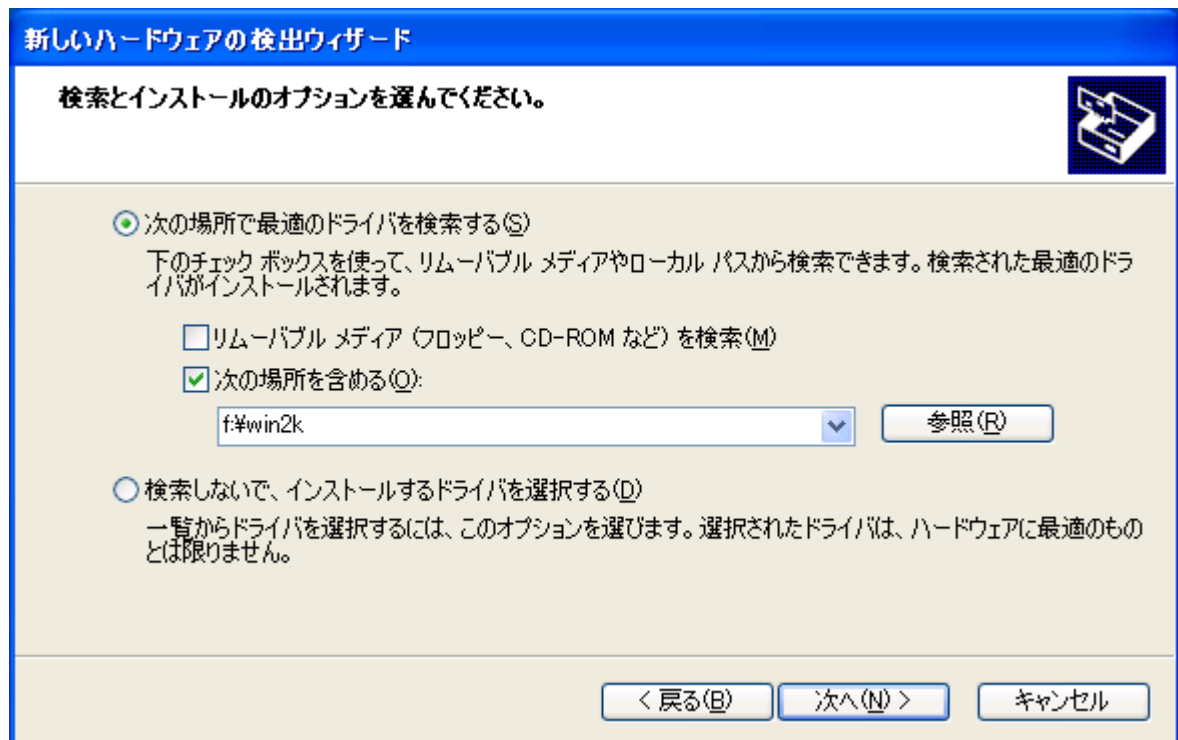 新しいハードウェアの検出ウィザード
検索とインストールのオプションを選んでください。
次の場所で最適のドライバを検索する(S)
下のチェック ボックスを使って、リムーバブル メディアやローカル パスから検索できます。検索された最適のドラ
イバがインストールされます。
リムーバブル メディア (フロッピー、CD-ROM など) を検索(M)
次の場所を含める(O):
f:¥win2k
参照(R)
検索しないで、インストールするドライバを選択する(D)
一覧からドライバを選択するには、このオプションを選びます。選択されたドライバは、ハードウェアに最適のもの
とは限りません。
< 戻る(B) 次へ(N) > キャンセル